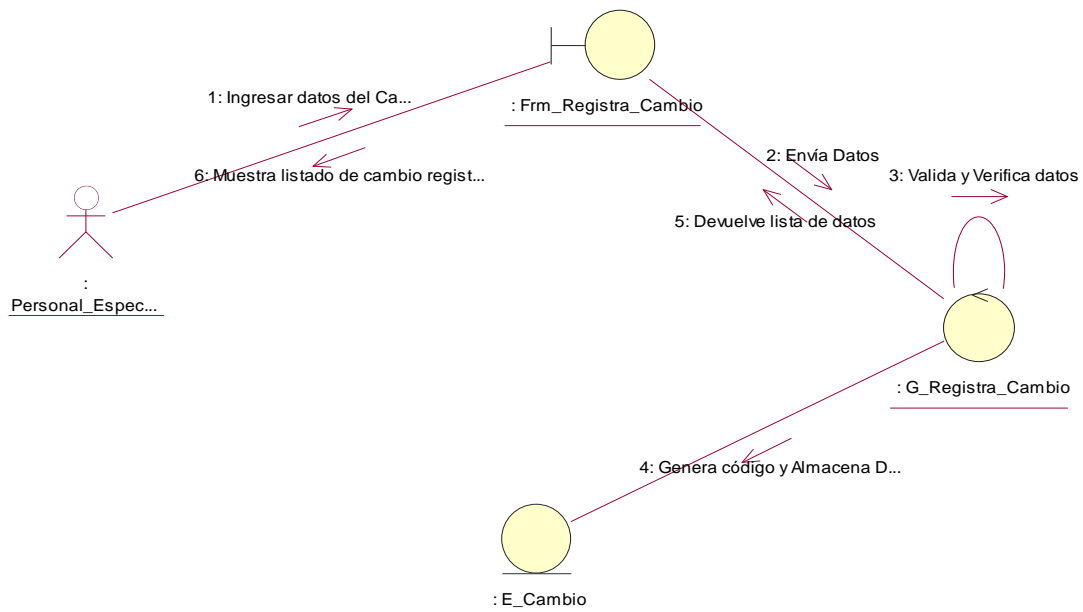 1: Ingresar datos del Ca...
: Frm_Registra_Cambio
2: Envía Datos
3: Valida y Verifica datos
6: Muestra listado de cambio regist...
5: Devuelve lista de datos
:
Personal_Espec...
: G_Registra_Cambio
4: Genera código y Almacena D...
: E_Cambio